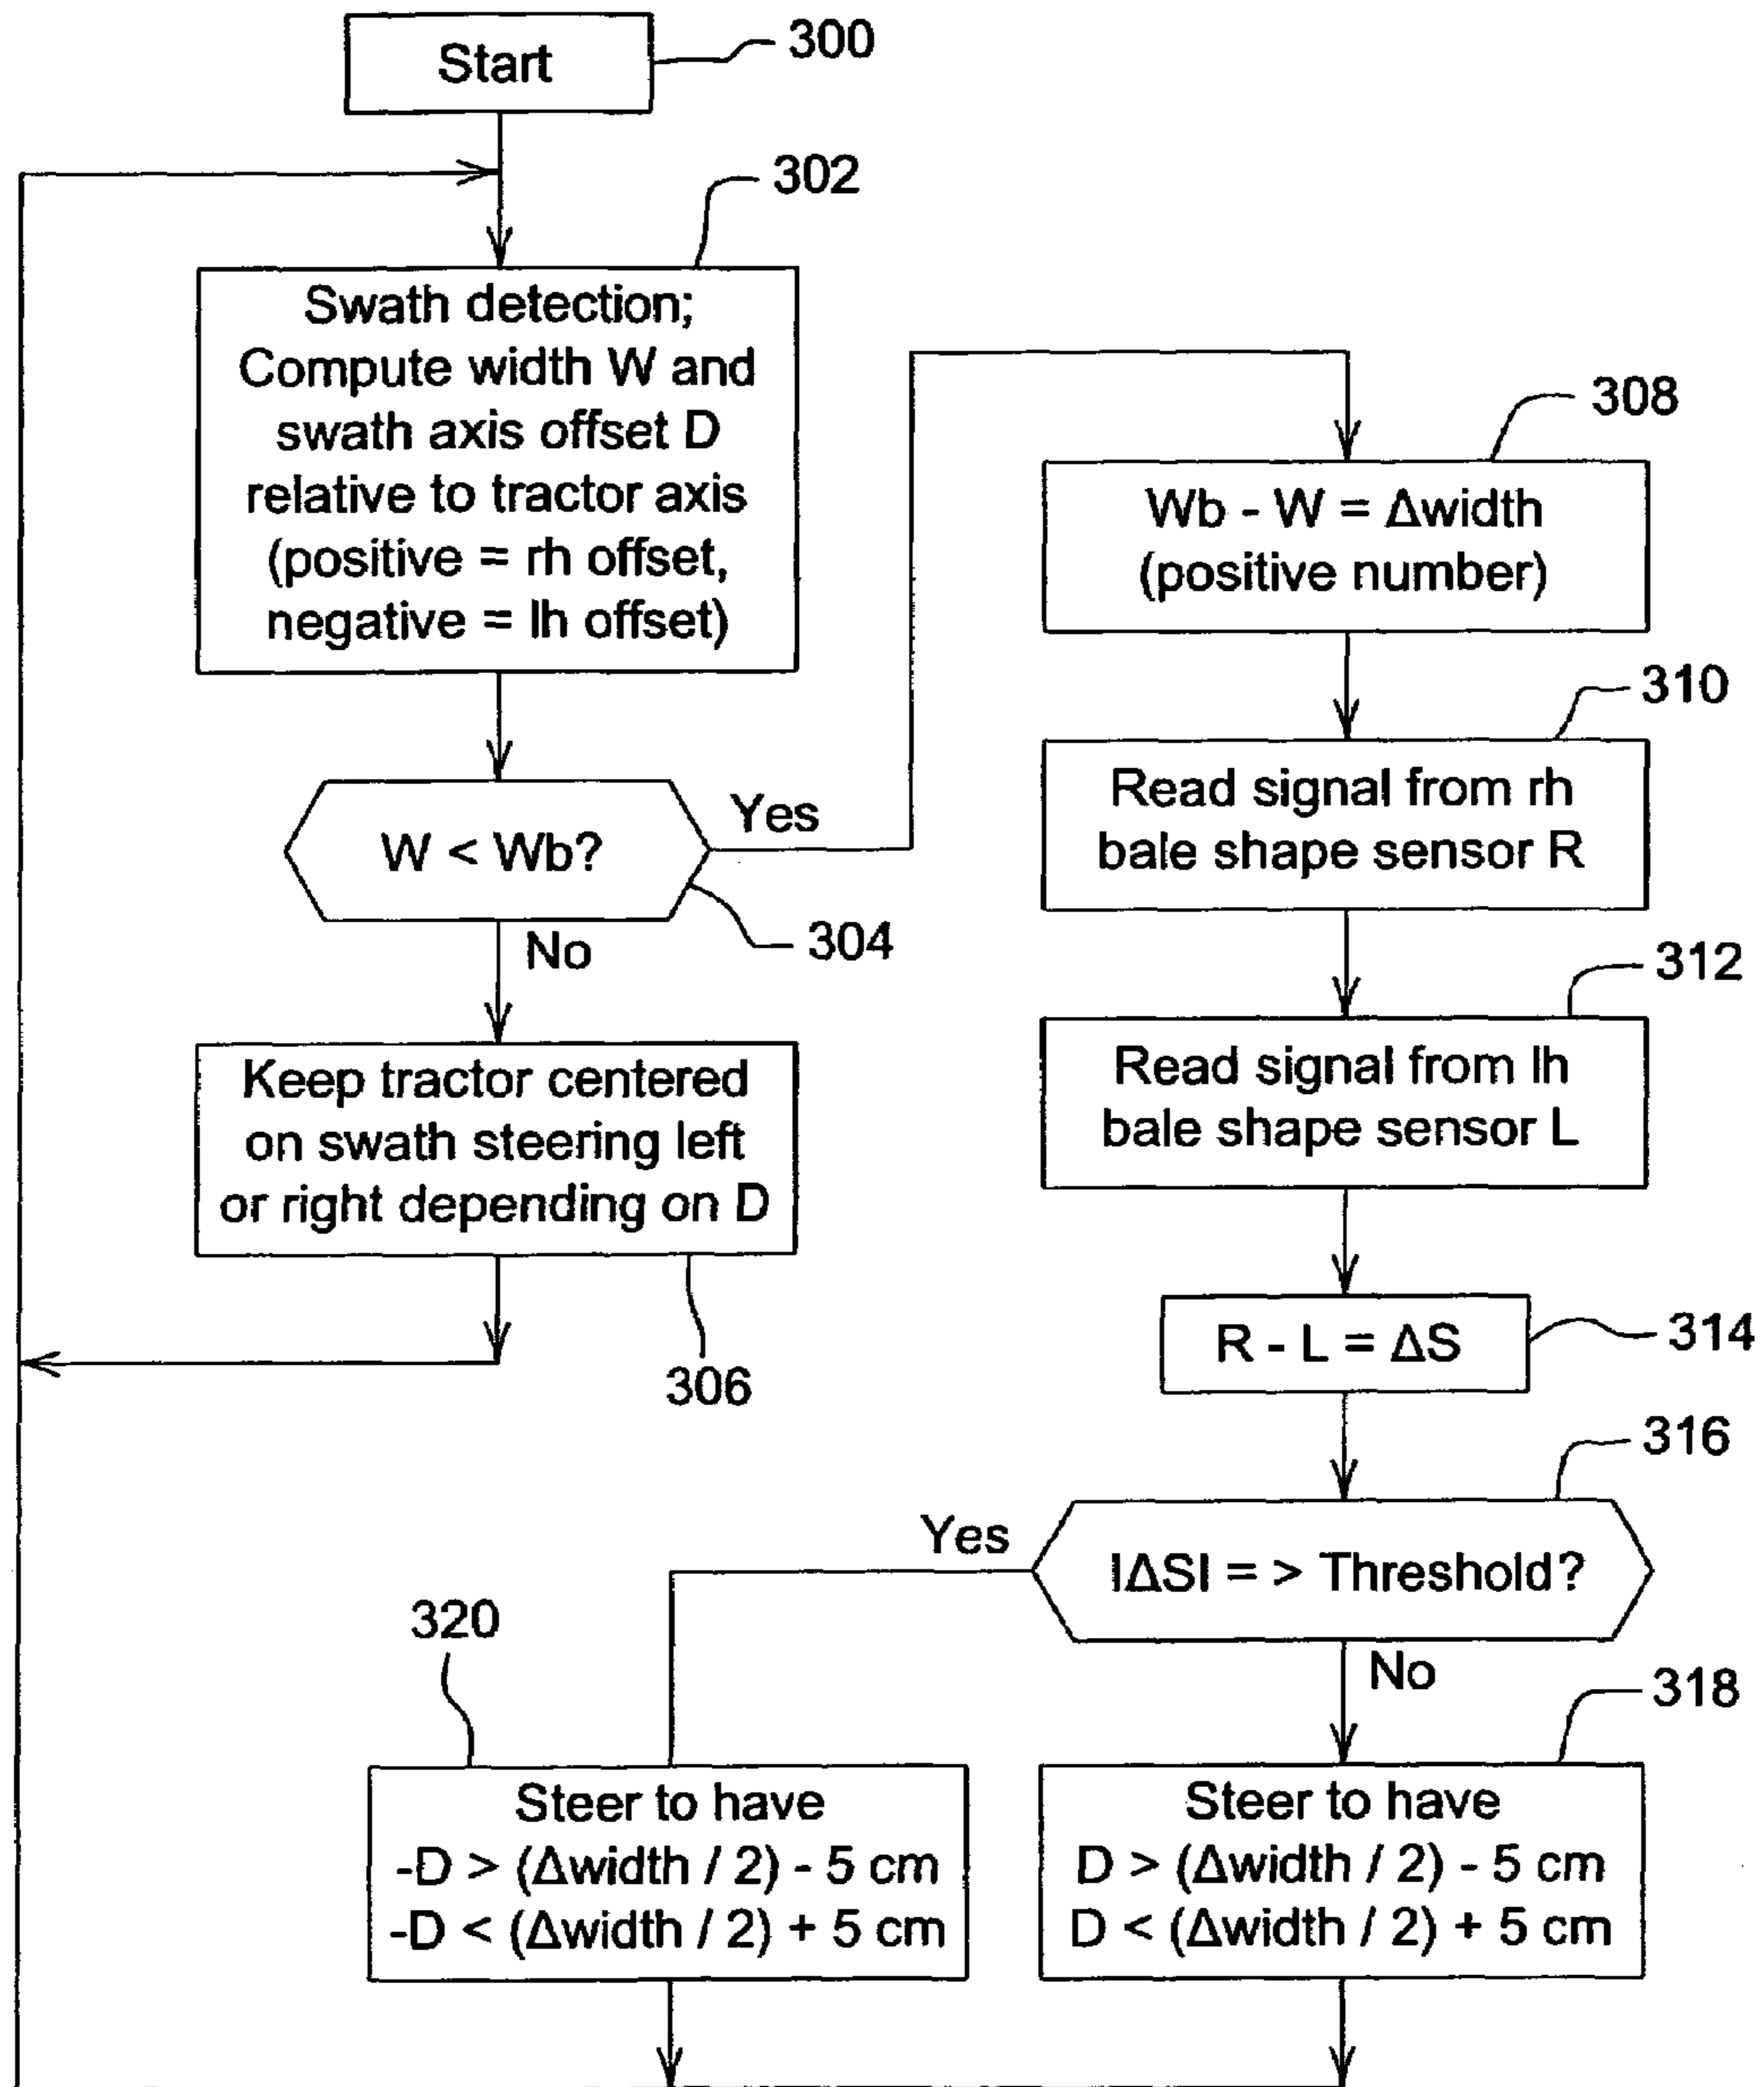 Start
300
302
Swath detection;
Compute width W and
swath axis offset D
relative to tractor axis
(positive = rh offset,
negative = lh offset)
W < Wb?
Yes
No
304
Keep tractor centered
on swath steering left
or right depending on D
306
308
Wb - W = Δwidth
(positive number)
310
Read signal from rh
bale shape sensor R
312
Read signal from lh
bale shape sensor L
R - L = ΔS
314
316
IΔSI = > Threshold?
Yes
No
320
Steer to have
-D > (Δwidth / 2) - 5 cm
-D < (Δwidth / 2) + 5 cm
318
Steer to have
D > (Δwidth / 2) - 5 cm
D < (Δwidth / 2) + 5 cm